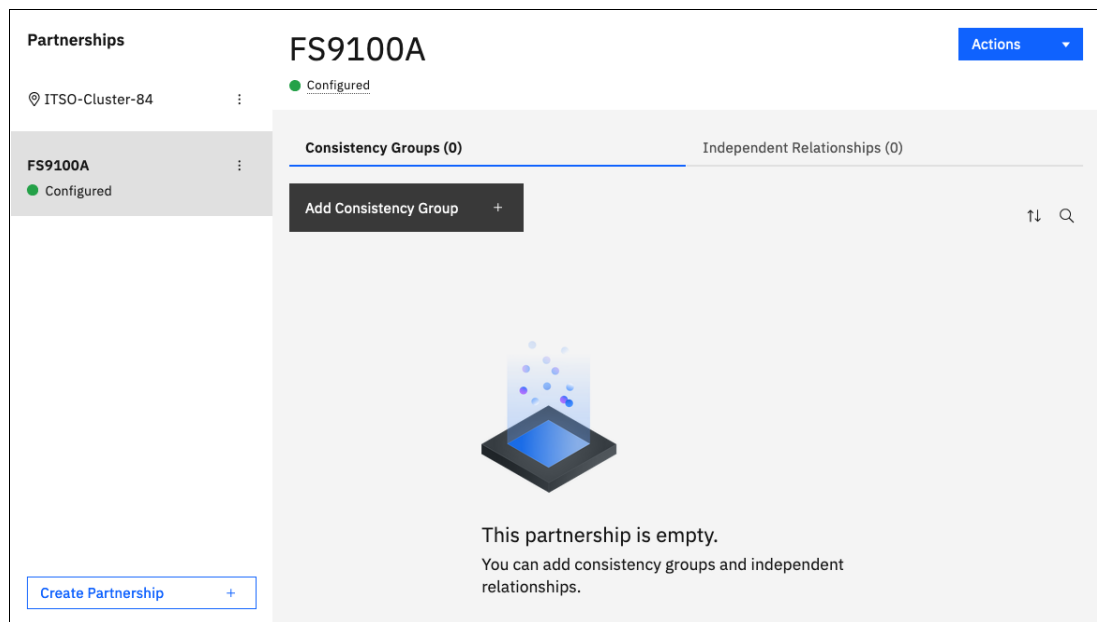 Partnerships
ITSO-Cluster-84
FS9100A
Configured
Create Partnership +
FS9100A
Configured
Actions
Consistency Groups (0)
Independent Relationships (0)
Add Consistency Group +
This partnership is empty.
You can add consistency groups and independent
relationships.